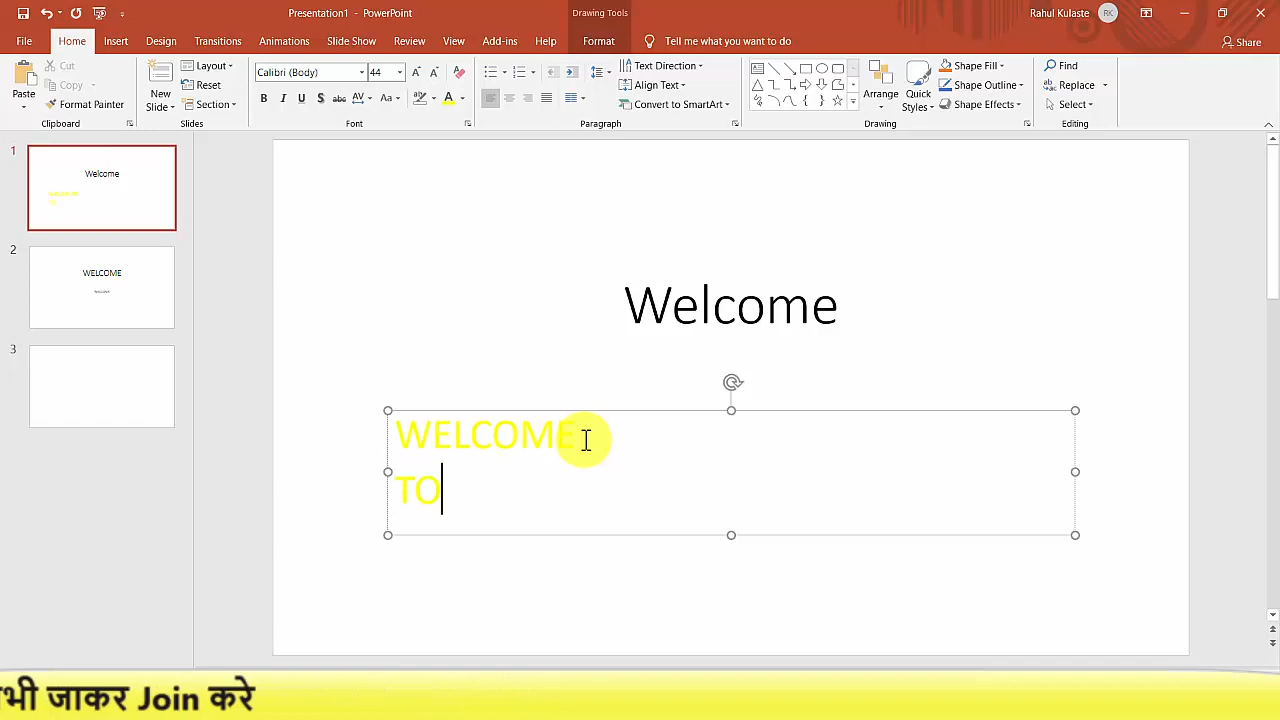 Presentation1 - PowerPoint
Drawing Tools
Rahul Kulaste
RK
File
Home
Insert
Design
Transitions
Animations
Slide Show
Review
View
Add-ins
Help
Format
Tell me what you want to do
Share
Paste
Cut
Copy
Format Painter
Clipboard
New
Slide
Layout
Reset
Section
Slides
Calibri (Body)
44
Font
Text Direction
Align Text
Convert to SmartArt
Paragraph
Arrange
Quick
Styles
Shape Fill
Shape Outline
Shape Effects
Drawing
Find
Replace
Select
Editing
1
Welcome
WELCOME
TO
2
WELCOME
WELCOME
3
Welcome
WELCOME
TO
भी जाकर Join करे